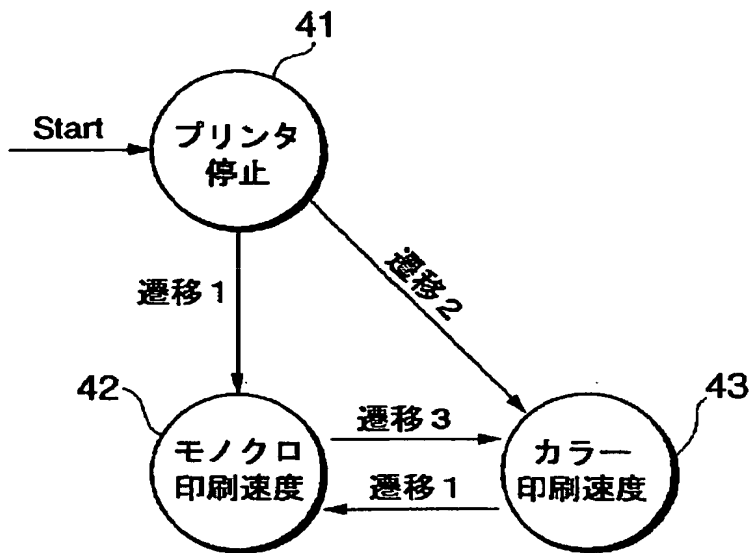 41
Start
プリンタ
停止
遷移1
遷移2
42
43
モノクロ
印刷速度
遷移3
遷移1
カラー
印刷速度